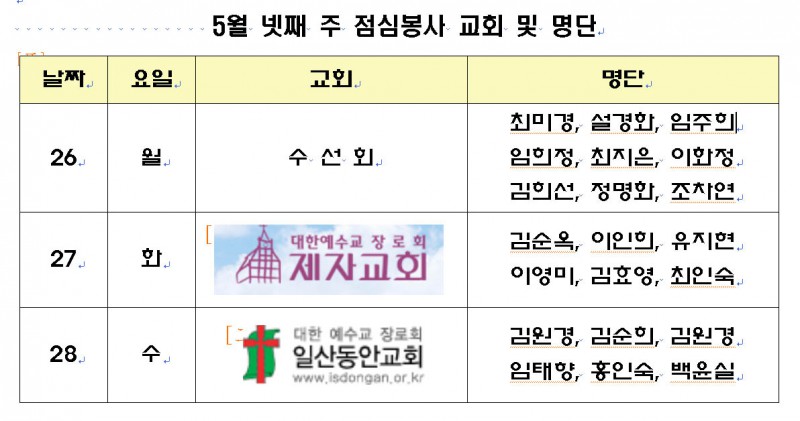 5월 넷째 주 점심봉사 교회 및 명단
날짜 요일 교회 명단
26 월 수 선 회
최미경, 설경화, 임주희
임희정, 최지은, 이화정
김희선, 정명화, 조차연
27 화
대한예수교 장로회
제자교회
김순옥, 이인희, 유지현
이영미, 김효영, 최인숙
28 수
대한 예수교 장로회
일산동안교회
www.isdongan.or.kr
김원경, 김순희, 김원경
임태향, 홍인숙, 백윤실